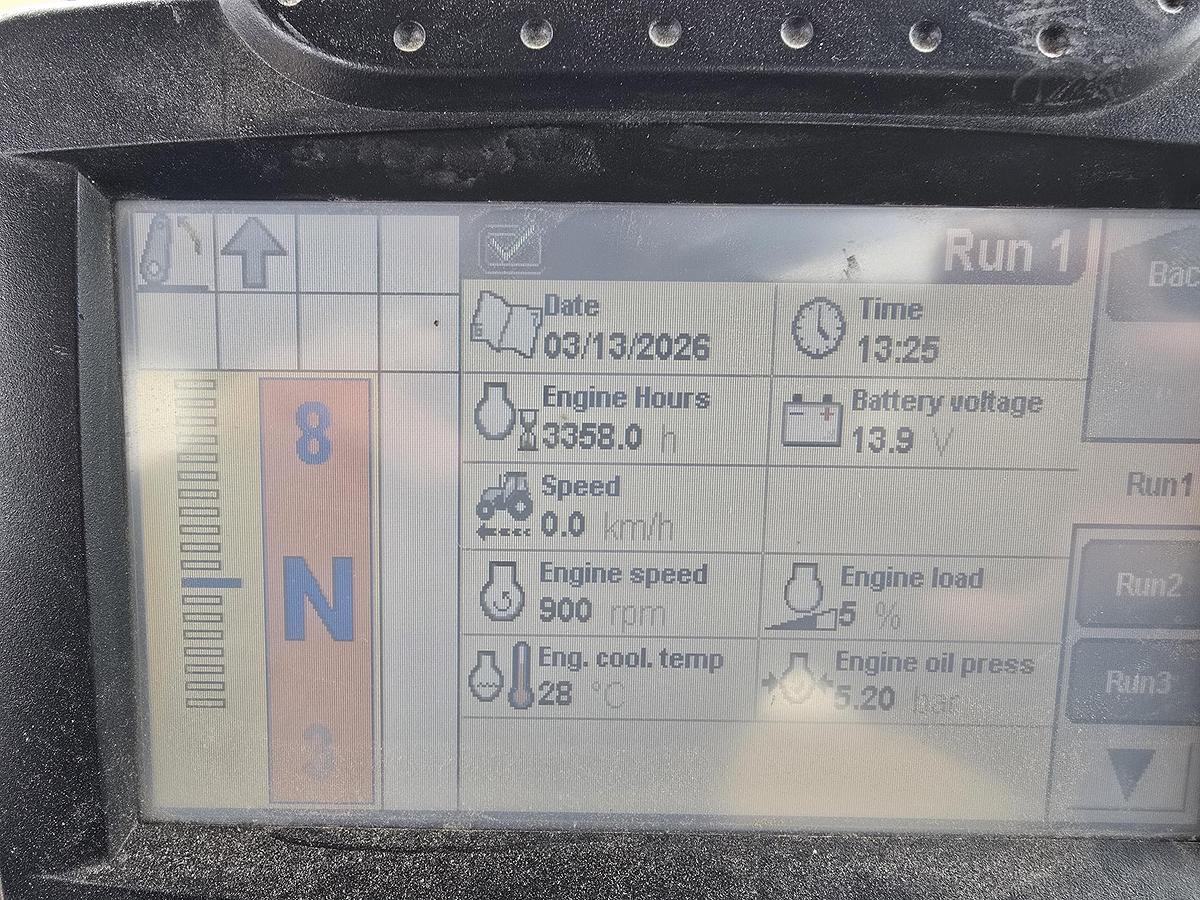 Run 1
Bac
Date
03/13/2026
Time
13:25
8
Engine Hours
3358.0 h
Battery voltage
13.9 V
Speed
0.0 km/h
Run1
N
Engine speed
900 rpm
Engine load
5 %
Run2
Eng. cool. temp
28 °C
Engine oil press
5.20 bar
Run3
3